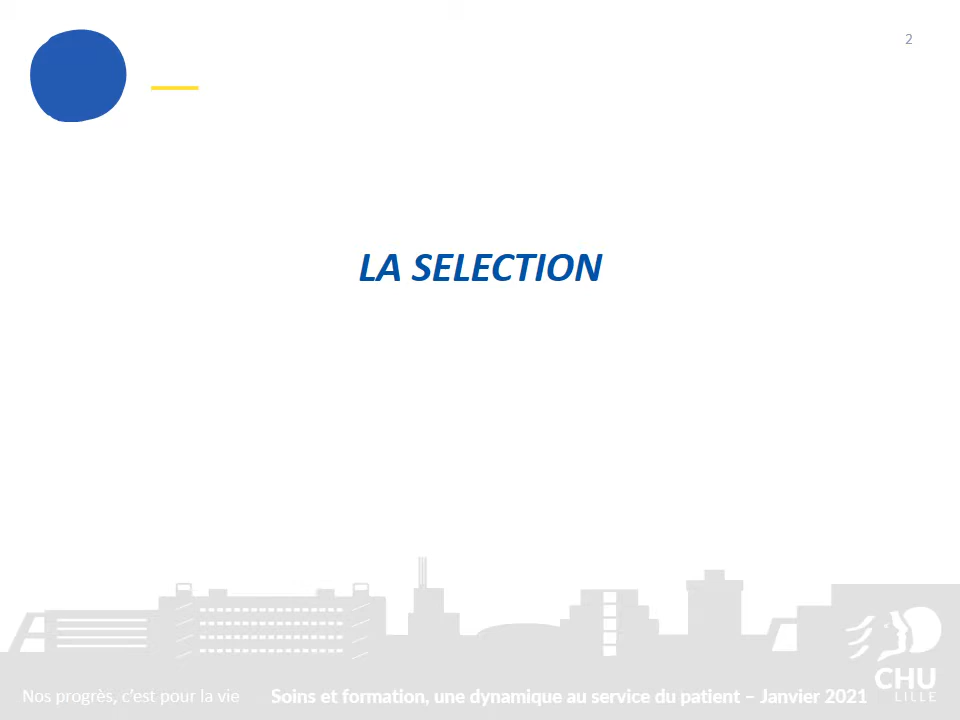 2
LA SELECTION
Nos progrès, c'est pour la vie
Soins et formation, une dynamique au service du patient – Janvier 2021
CHU
LILLE